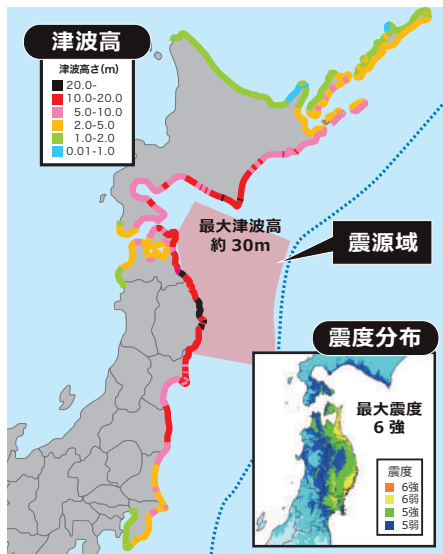 津波高
津波高さ(m)
20.0-
10.0-20.0
5.0-10.0
2.0-5.0
1.0-2.0
0.01-1.0
最大津波高
約 30m
震源域
震度分布
最大震度
6 強
震度
6強
6弱
5強
5弱